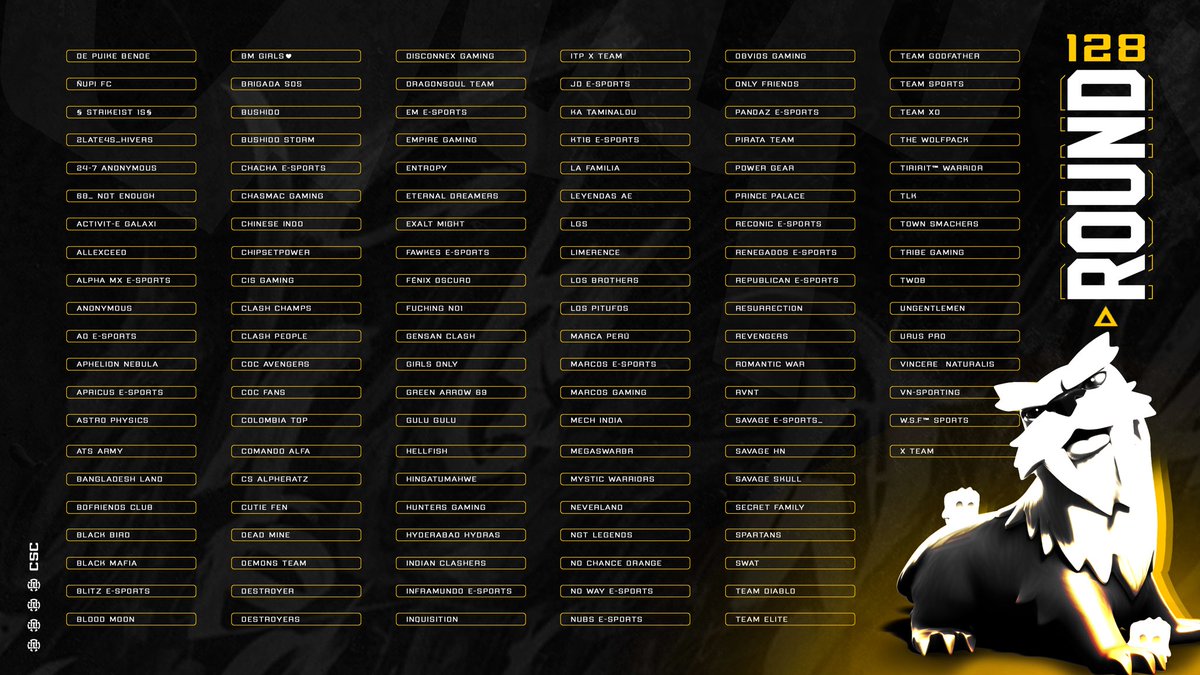 DE PUIKE BENDE
ÑUPI FC
§ STRIKEIST 1S§
2LATE4S_HIVERS
24-7 ANONYMOUS
68_ NOT ENOUGH
ACTIVIT-E GALAXI
ALLEXCEED
ALPHA MX E-SPORTS
ANONYMOUS
AO E-SPORTS
APHELION NEBULA
APRICUS E-SPORTS
ASTRO PHYSICS
ATS ARMY
BANGLADESH LAND
BDFRIENDS CLUB
BLACK BIRD
BLACK MAFIA
BLITZ E-SPORTS
BLOOD MOON
BM GIRLS♥
BRIGADA SOS
BUSHIDO
BUSHIDO STORM
CHACHA E-SPORTS
CHASMAC GAMING
CHINESE INDO
CHIPSETPOWER
CIS GAMING
CLASH CHAMPS
CLASH PEOPLE
COC AVENGERS
COC FANS
COLOMBIA TOP
COMANDO ALFA
CS ALPHERATZ
CUTIE FEN
DEAD MINE
DEMONS TEAM
DESTROYER
DESTROYERS
DISCONNEX GAMING
DRAGONSOUL TEAM
EM E-SPORTS
EMPIRE GAMING
ENTROPY
ETERNAL DREAMERS
EXALT MIGHT
FAWKES E-SPORTS
FÉNIX OSCURO
FUCHING NO1
GENSAN CLASH
GIRLS ONLY
GREEN ARROW 69
GULU GULU
HELLFISH
HINGATUMAHWE
HUNTERS GAMING
HYDERABAD HYDRAS
INDIAN CLASHERS
INFRAMUNDO E-SPORTS
INQUISITION
ITP X TEAM
JD E-SPORTS
KA TAMINALOU
KT16 E-SPORTS
LA FAMILIA
LEYENDAS AE
LGS
LIMERENCE
LOS BROTHERS
LOS PITUFOS
MARCA PERÚ
MARCOS E-SPORTS
MARCOS GAMING
MECH INDIA
MEGASWARBR
MYSTIC WARRIORS
NEVERLAND
NGT LEGENDS
NO CHANCE ORANGE
NO WAY E-SPORTS
NUBS E-SPORTS
OBVIOS GAMING
ONLY FRIENDS
PANDAZ E-SPORTS
PIRATA TEAM
POWER GEAR
PRINCE PALACE
RECONIC E-SPORTS
RENEGADOS E-SPORTS
REPUBLICAN E-SPORTS
RESURRECTION
REVENGERS
ROMANTIC WAR
RVNT
SAVAGE E-SPORTS_
SAVAGE HN
SAVAGE SKULL
SECRET FAMILY
SPARTANS
SWAT
TEAM DIABLO
TEAM ELITE
TEAM GODFATHER
TEAM SPORTS
TEAM XO
THE WOLFPACK
TIRIRIT™ WARRIOR
TLK
TOWN SMACHERS
TRIBE GAMING
TWOB
UNGENTLEMEN
URUS PRO
VINCERE NATURALIS
VN-SPORTING
W.S.F™ SPORTS
X TEAM
128
ROUND
CSC